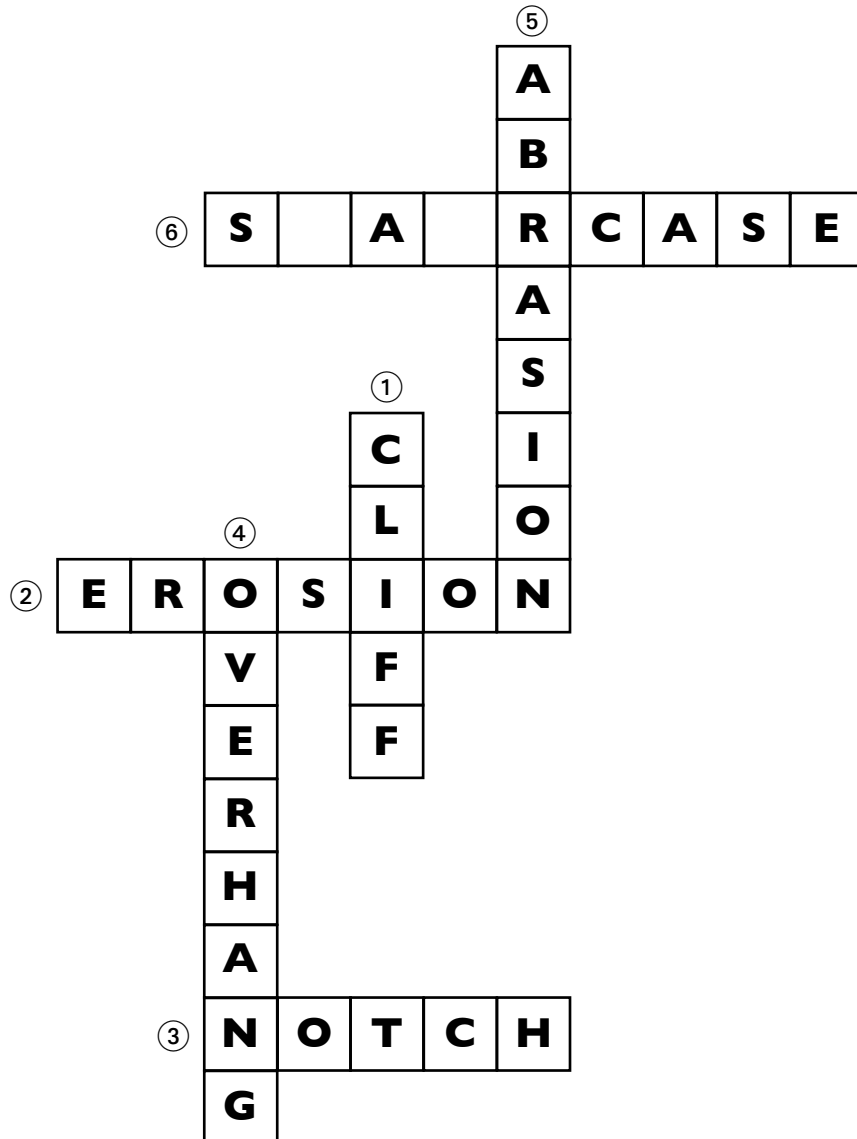 ⑤
A
B
⑥ S A R C A S E
A
① S
C I
④ L O
② E R O S I O N
V F
E F
R
H
A
③ N O T C H
G